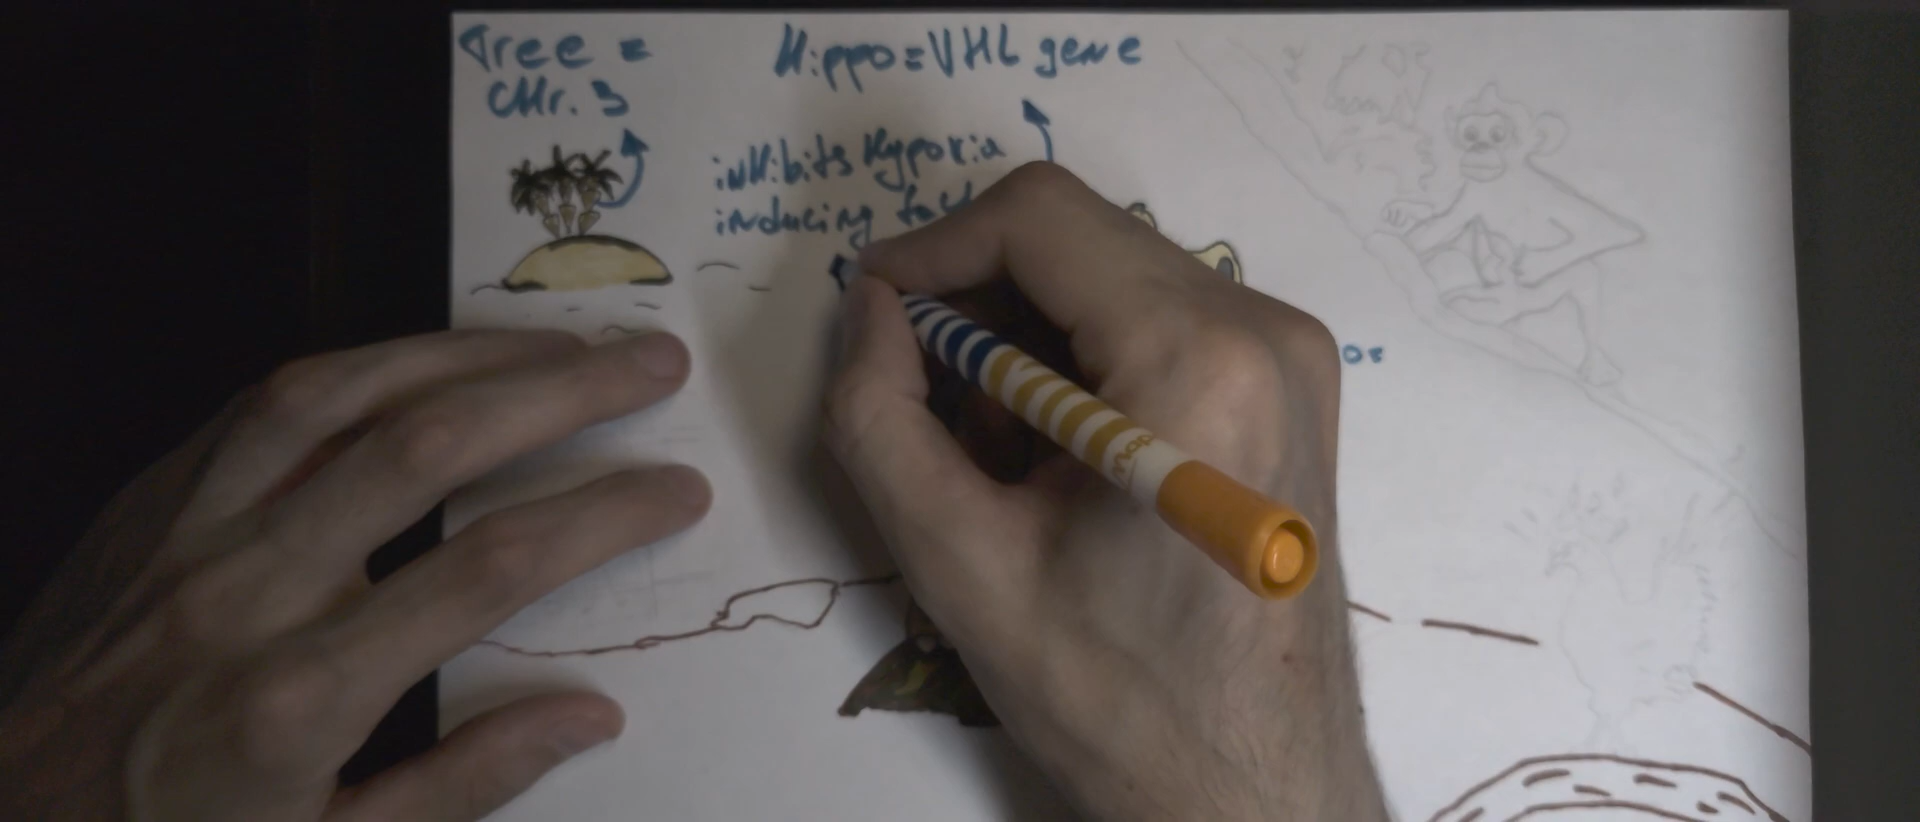 Tree =
Chr. 3
Hippo = VHL gene
inhibits Hypoxia
inducing